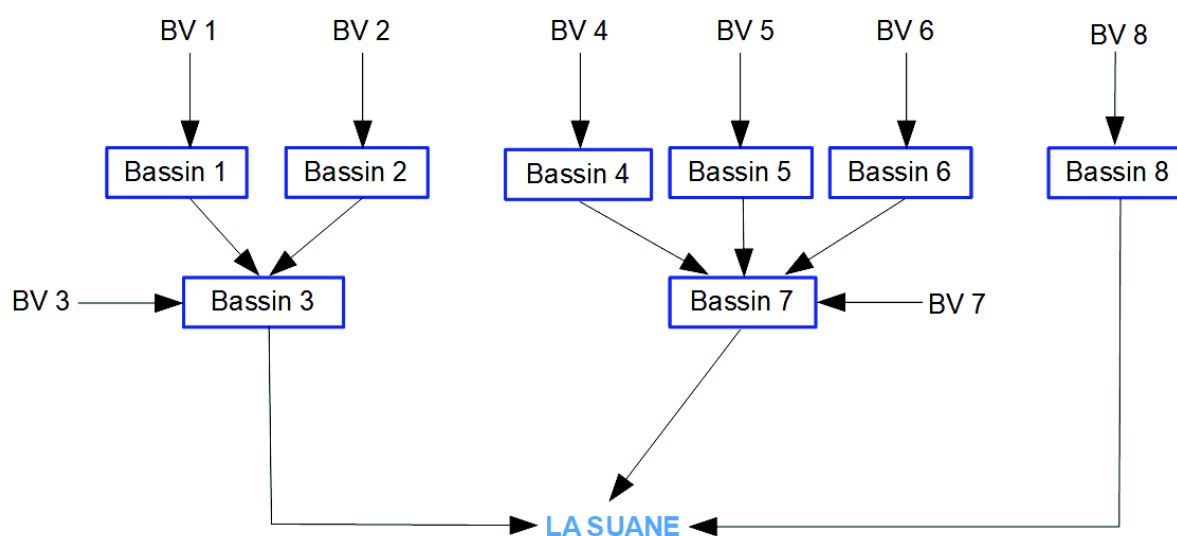 BV 1
BV 2
BV 4
BV 5
BV 6
BV 8
Bassin 1
Bassin 2
Bassin 4
Bassin 5
Bassin 6
Bassin 8
BV 3
Bassin 3
Bassin 7
BV 7
LA SUANE